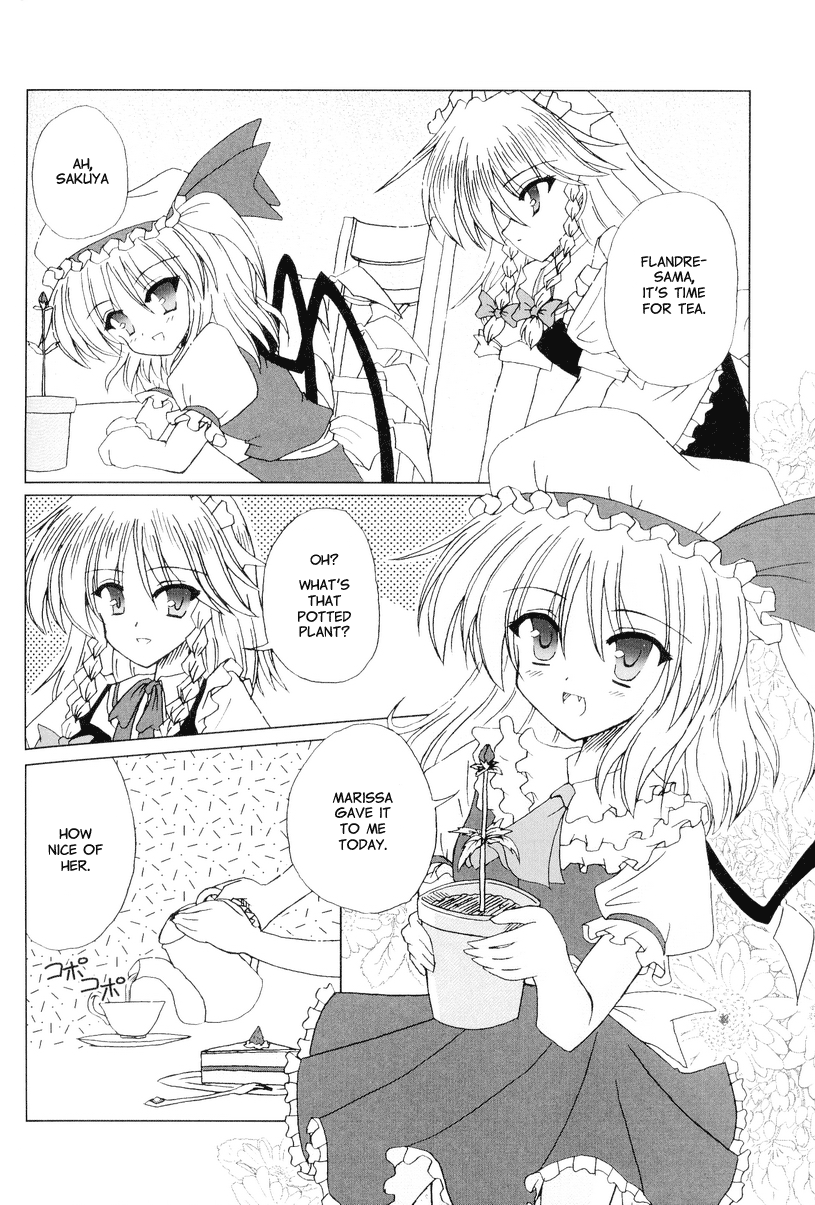 FLANDRE-
SAMA,
IT'S TIME
FOR TEA.
AH,
SAKUYA
OH?
WHAT'S
THAT
POTTED
PLANT?
MARISSA
GAVE IT
TO ME
TODAY.
HOW
NICE OF
HER.
コポ
コポ